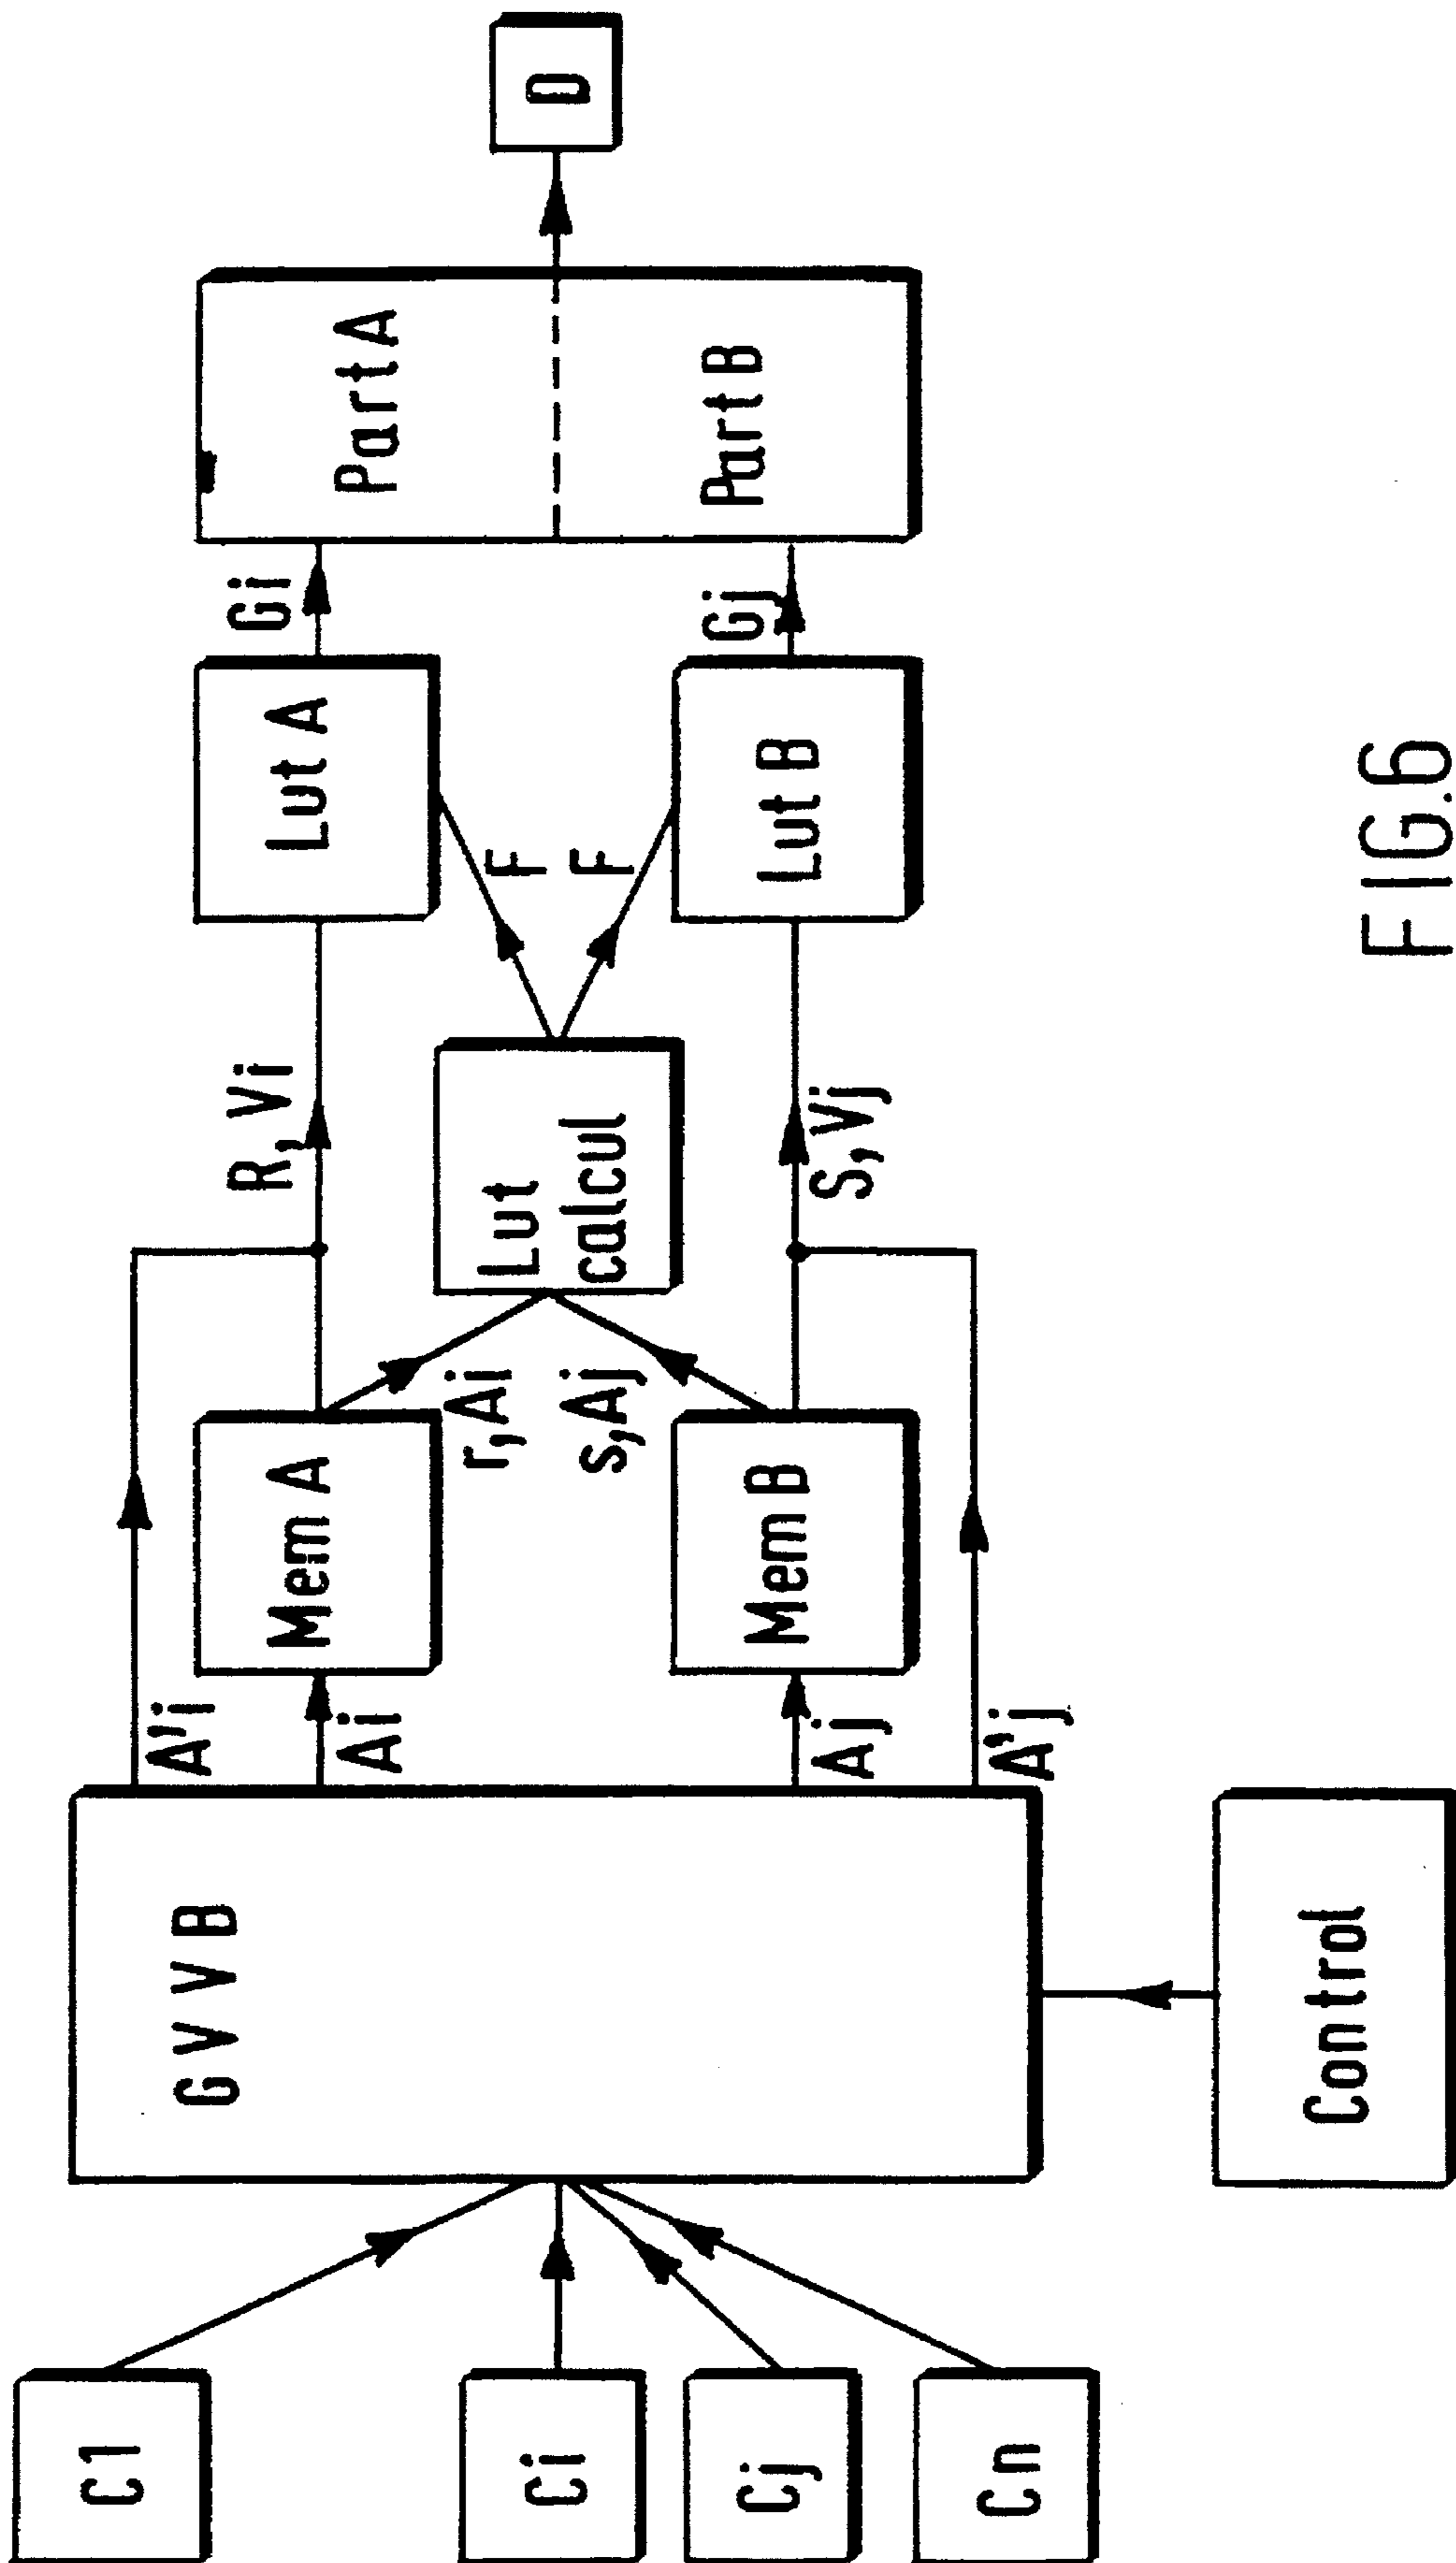 C1
Ci
Cj
Cn
G V V B
Control
A'i
Ai
Aj
A'j
Mem A
Mem B
r,Ai
s,Aj
Lut
calcul
R, Vi
S, Vj
F
F
Lut A
Lut B
Gi
Gj
Part A
Part B
D
FIG.6